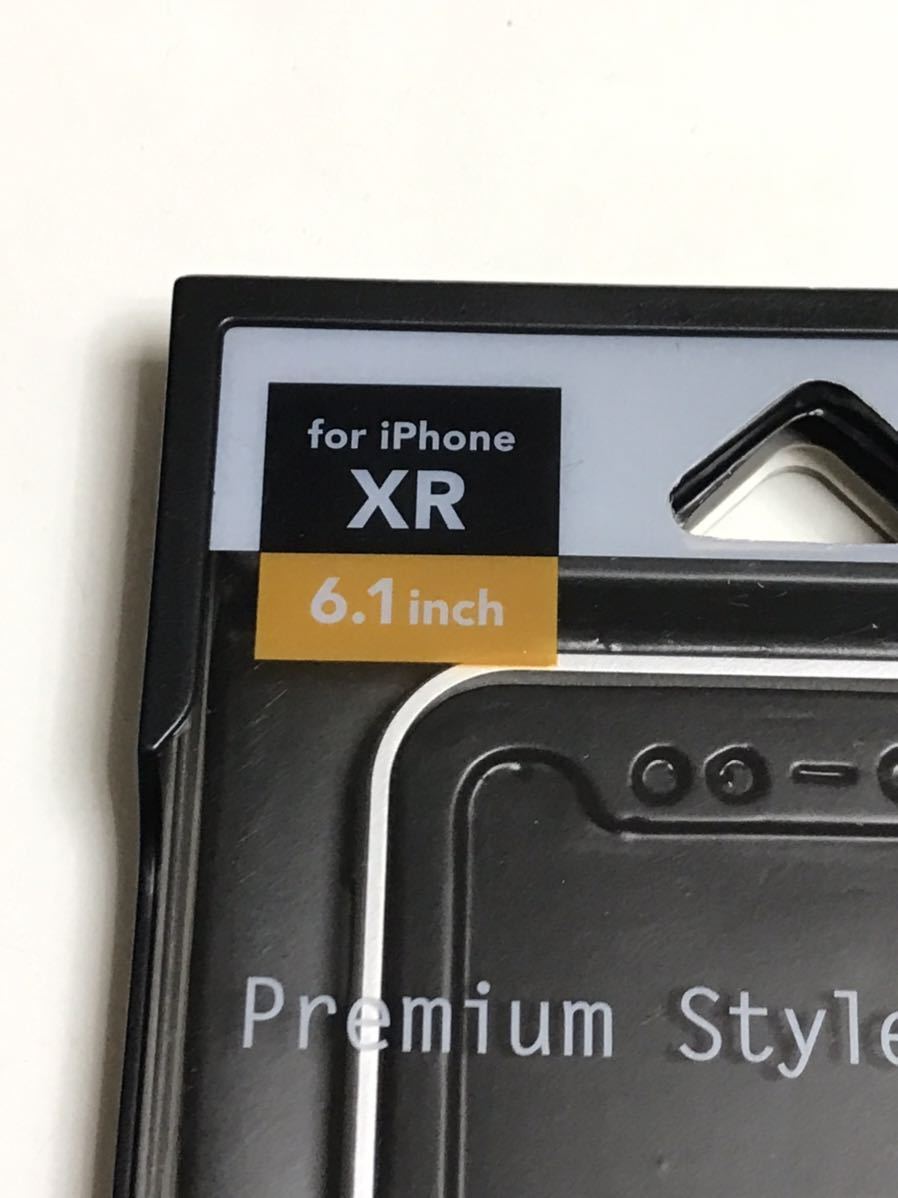 for iPhone
XR
6.1 inch
Premium Style